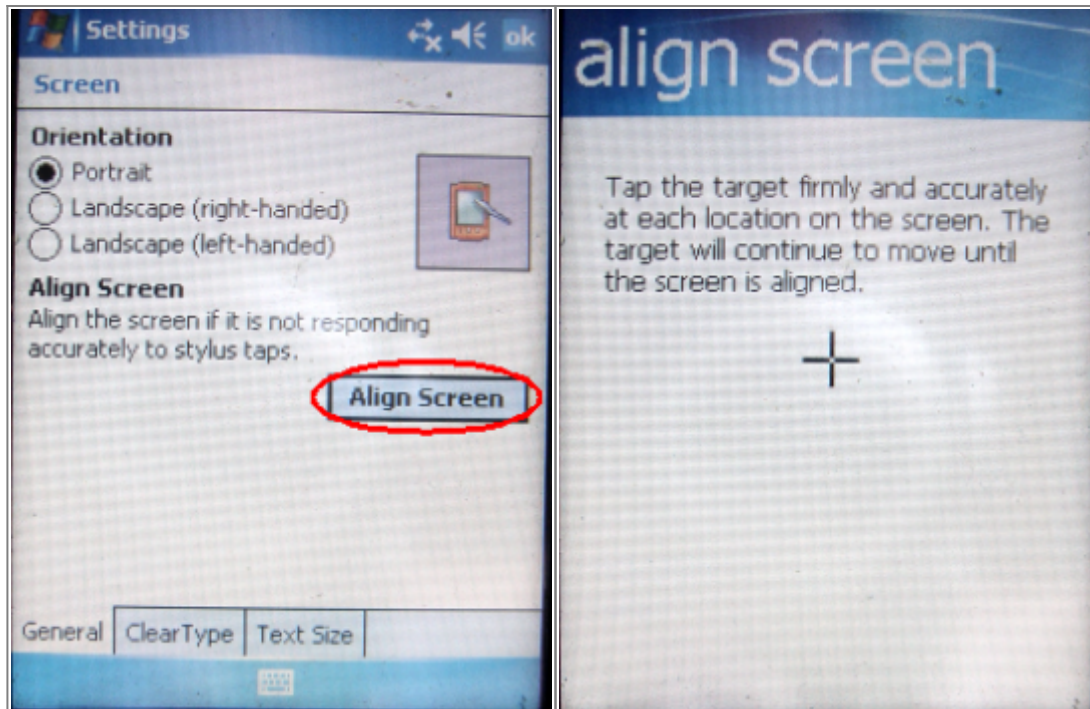 Settings
ok
Screen
Orientation
Portrait
Landscape (right-handed)
Landscape (left-handed)
Align Screen
Align the screen if it is not responding
accurately to stylus taps.
Align Screen
General
ClearType
Text Size
align screen
Tap the target firmly and accurately
at each location on the screen. The
target will continue to move until
the screen is aligned.